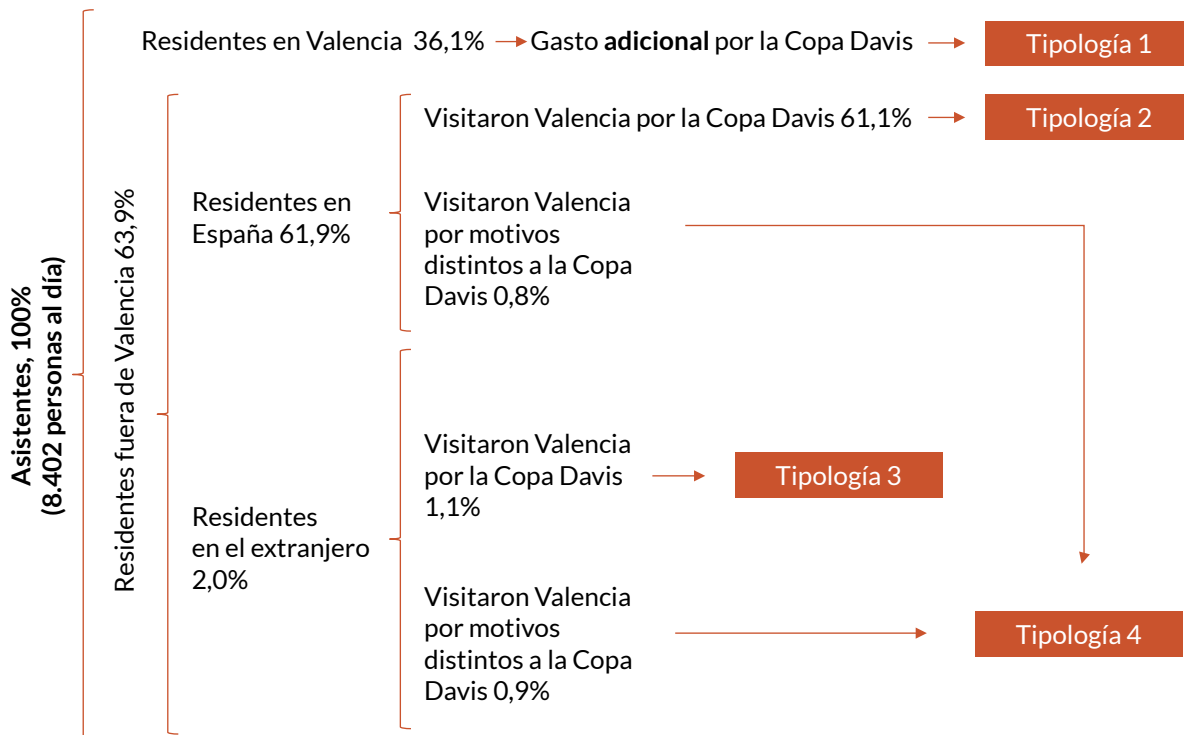 Asistentes, 100%
(8.402 personas al día)
Residentes en Valencia 36,1%
Gasto adicional por la Copa Davis
Tipología 1
Residentes fuera de Valencia 63,9%
Residentes en
España 61,9%
Visitaron Valencia por la Copa Davis 61,1%
Tipología 2
Visitaron Valencia
por motivos
distintos a la Copa
Davis 0,8%
Residentes
en el extranjero
2,0%
Visitaron Valencia
por la Copa Davis
1,1%
Tipología 3
Visitaron Valencia
por motivos
distintos a la Copa
Davis 0,9%
Tipología 4